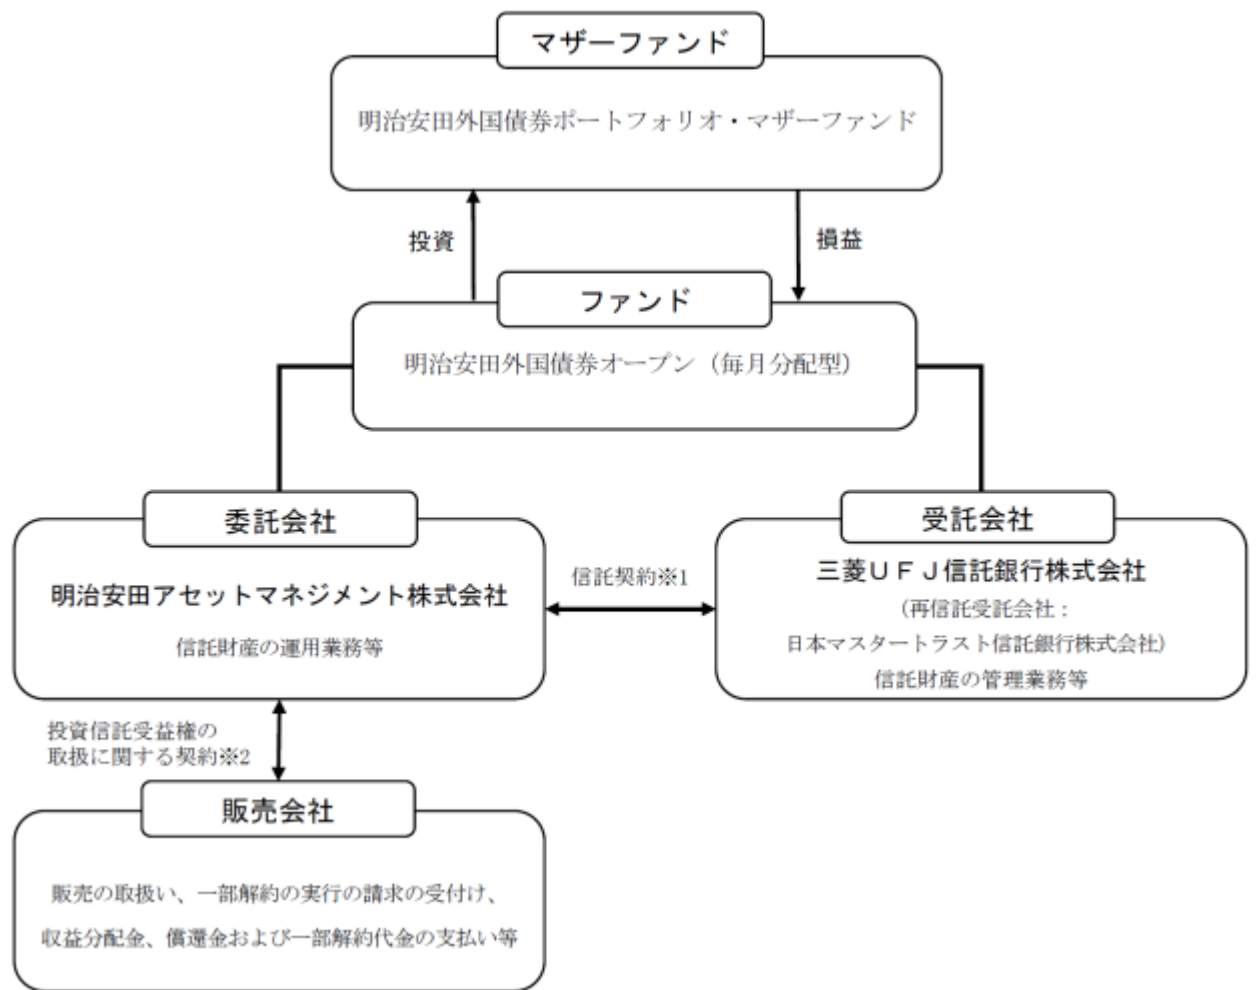 マザーファンド
明治安田外国債券ポートフォリオ・マザーファンド
投資
損益
ファンド
明治安田外国債券オープン（毎月分配型）
委託会社
明治安田アセットマネジメント株式会社
信託財産の運用業務等
信託契約※1
受託会社
三菱ＵＦＪ信託銀行株式会社
（再信託受託会社：
日本マスタートラスト信託銀行株式会社）
信託財産の管理業務等
投資信託受益権の
取扱に関する契約※2
販売会社
販売の取扱い、一部解約の実行の請求の受付け、
収益分配金、償還金および一部解約代金の支払い等